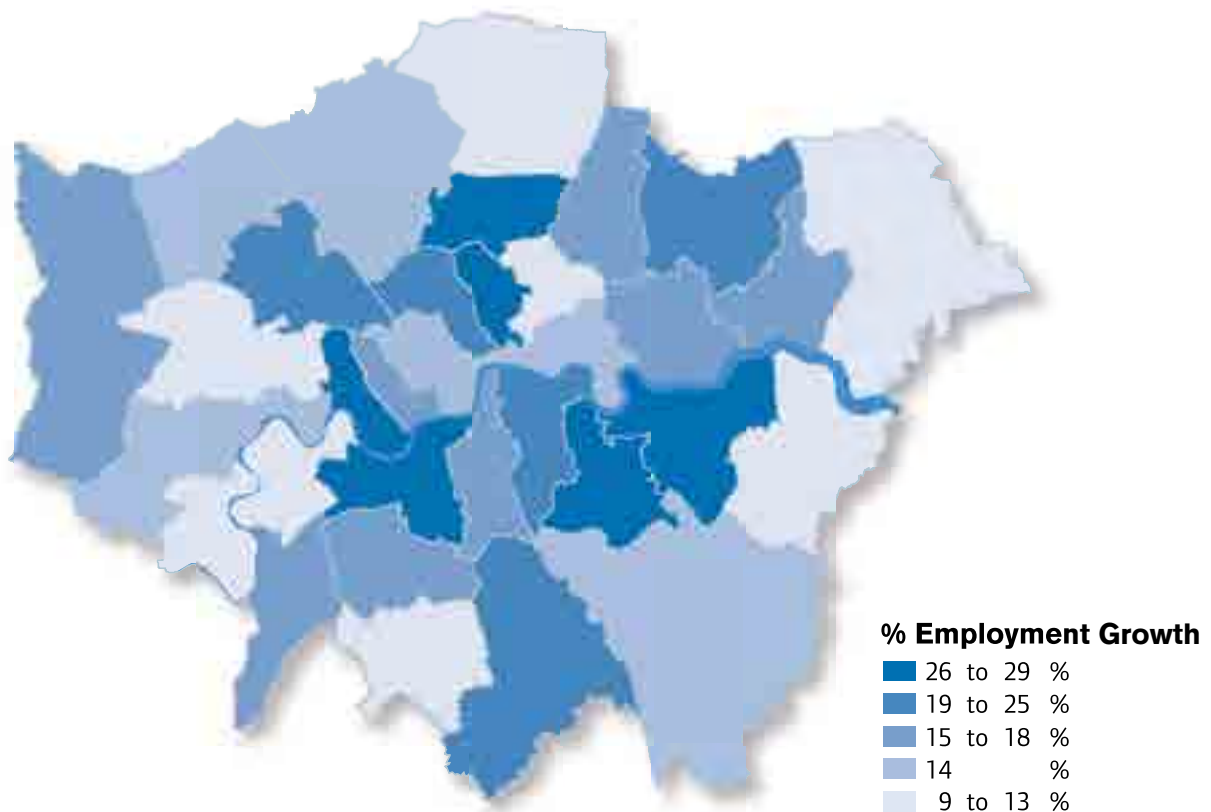 % Employment Growth
26 to 29 %
19 to 25 %
15 to 18 %
14 %
9 to 13 %